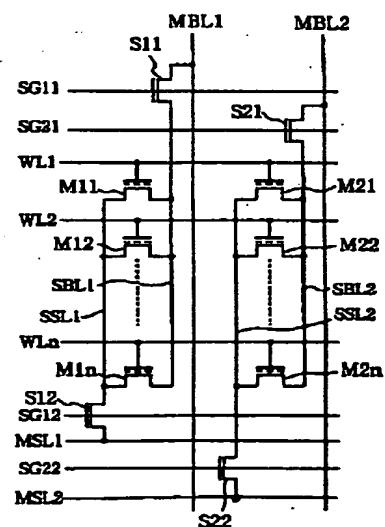 MBL1 MBL2
S11
SG11
S21
SG21
WL1
M11 M21
WL2
M12 M22
SBL1 SBL2
SSL1 SSL2
WLn
M1n M2n
S12
SG12
MSL1
SG22
MSL2
S22